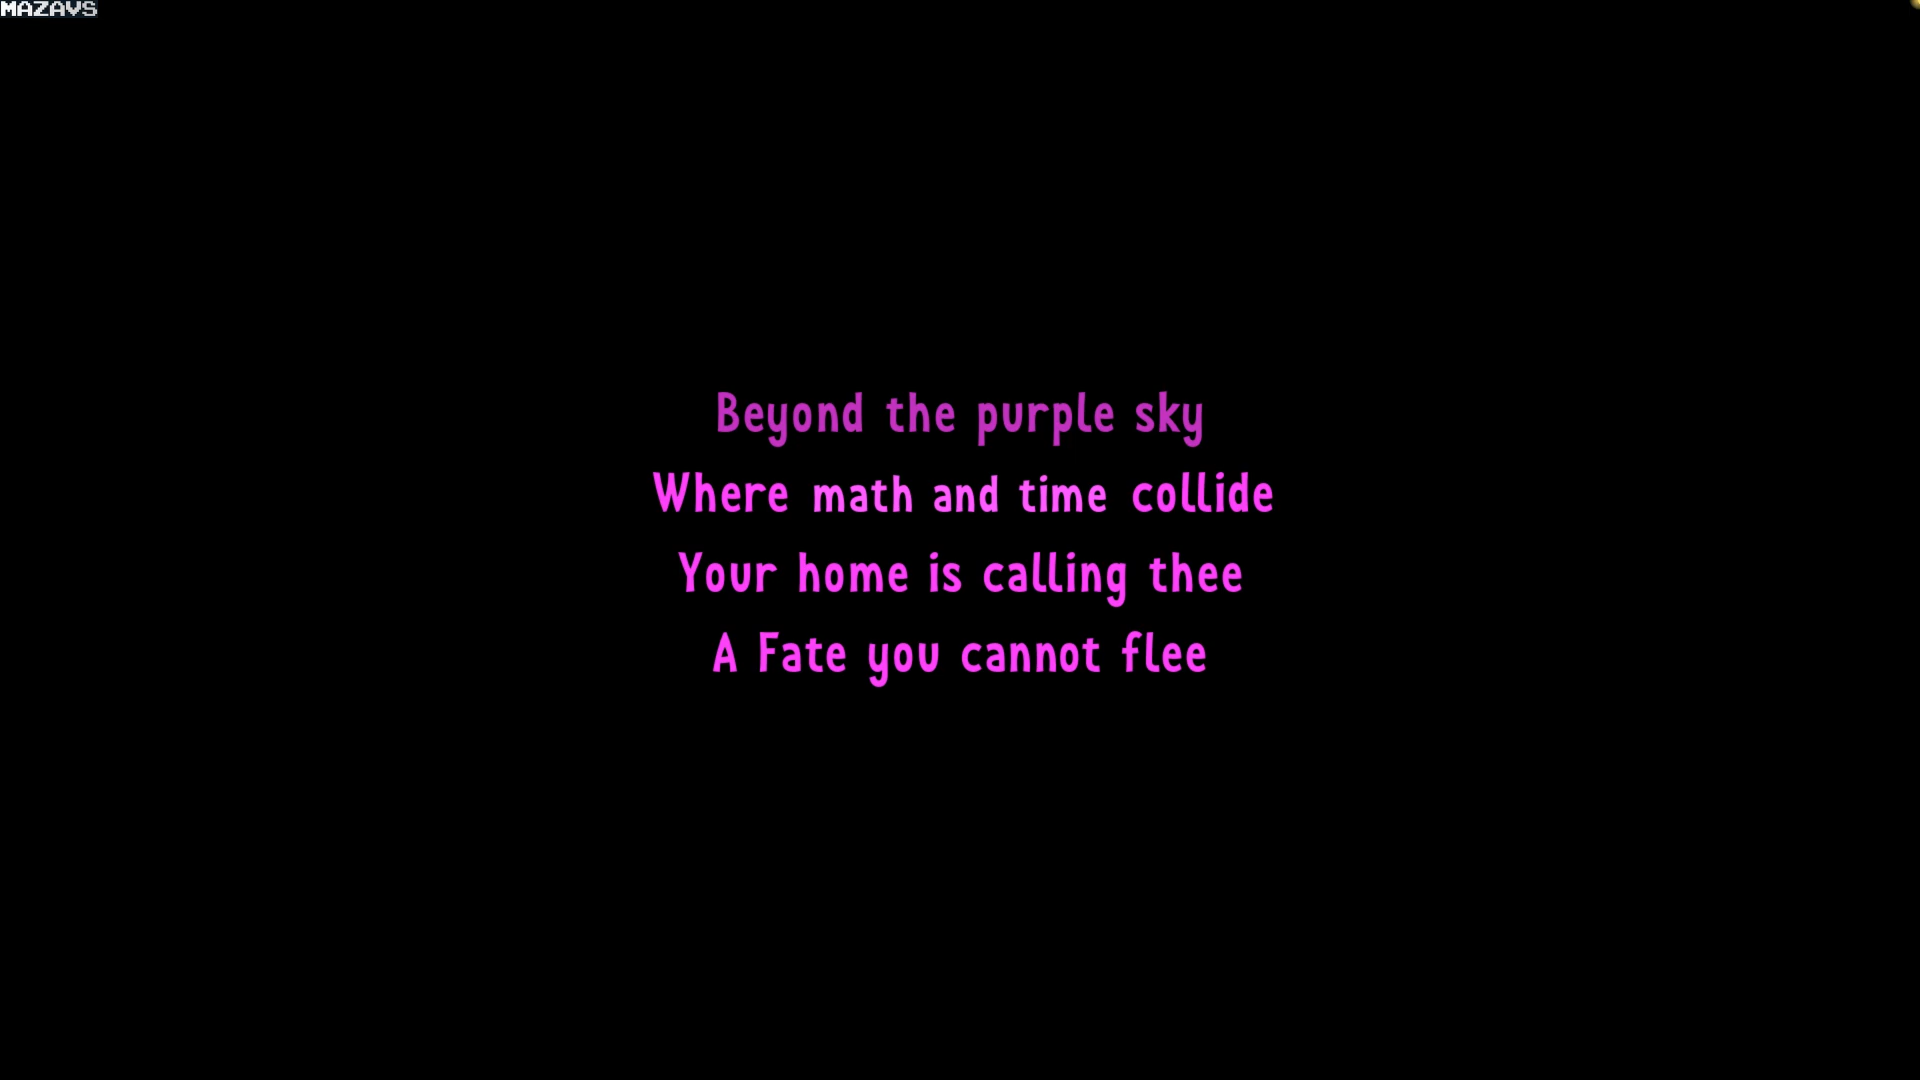 MAZAVS
Beyond the purple sky
Where math and time collide
Your home is calling thee
A Fate you cannot flee